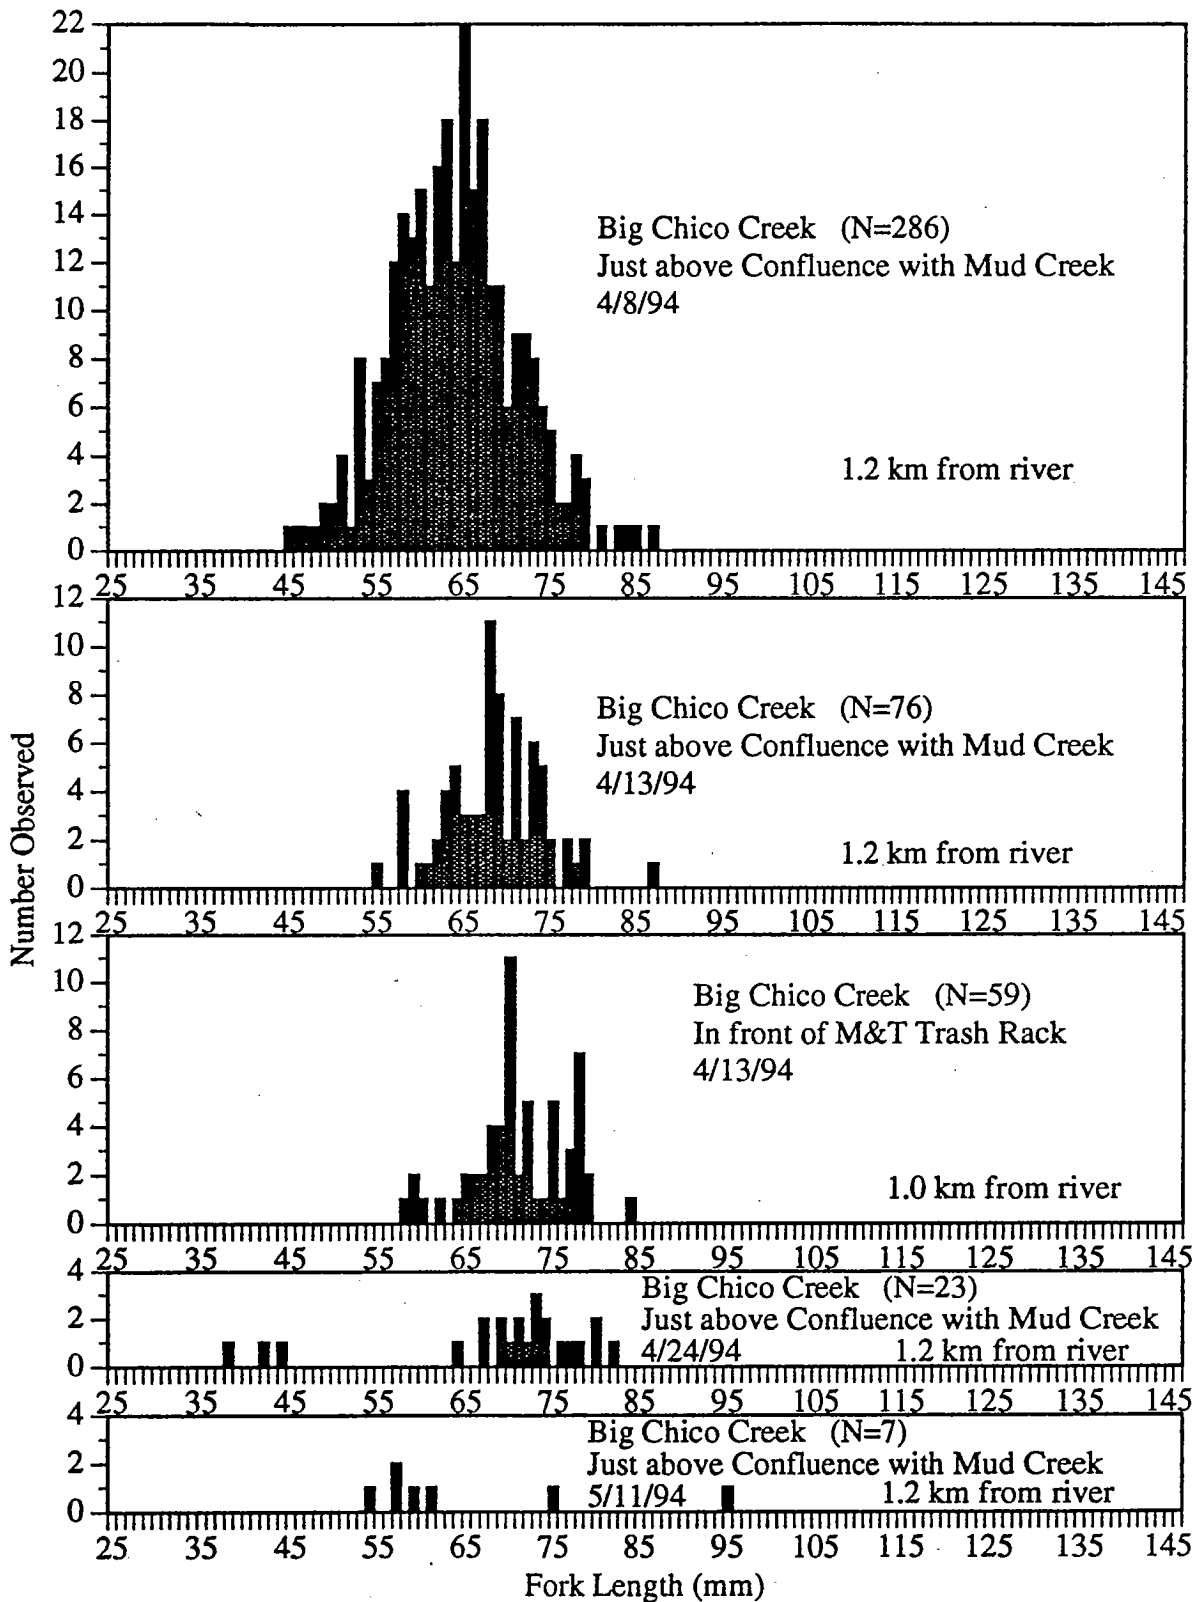 22
20
18
16
14
12
10
8
6
4
2
0
Big Chico Creek (N=286)
Just above Confluence with Mud Creek
4/8/94
1.2 km from river
25 35 45 55 65 75 85 95 105 115 125 135 145
12
10
8
6
4
2
0
Big Chico Creek (N=76)
Just above Confluence with Mud Creek
4/13/94
1.2 km from river
25 35 45 55 65 75 85 95 105 115 125 135 145
Number Observed
12
10
8
6
4
2
0
Big Chico Creek (N=59)
In front of M&T Trash Rack
4/13/94
1.0 km from river
25 35 45 55 65 75 85 95 105 115 125 135 145
4
2
0
Big Chico Creek (N=23)
Just above Confluence with Mud Creek
4/24/94 1.2 km from river
25 35 45 55 65 75 85 95 105 115 125 135 145
4
2
0
Big Chico Creek (N=7)
Just above Confluence with Mud Creek
5/11/94 1.2 km from river
25 35 45 55 65 75 85 95 105 115 125 135 145
Fork Length (mm)